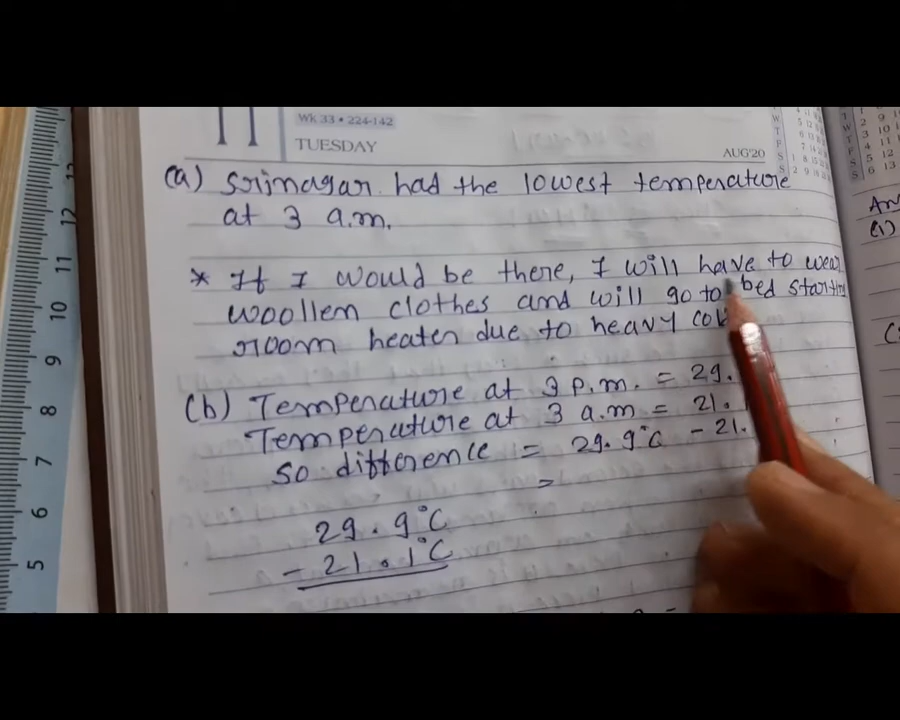 11
Wk 33 • 224-142
TUESDAY
AUG'20
(a) Srinagar had the lowest temperature
at 3 a.m.
* If I would be there, I will have to wear
woollen clothes and will go to bed starting
room heater due to heavy
(b) Temperature at 3 p.m. = 29.
Temperature at 3 a.m = 21.
So difference = 29.9°C - 21.
=
29.9°C
- 21.1°C
An
(i)